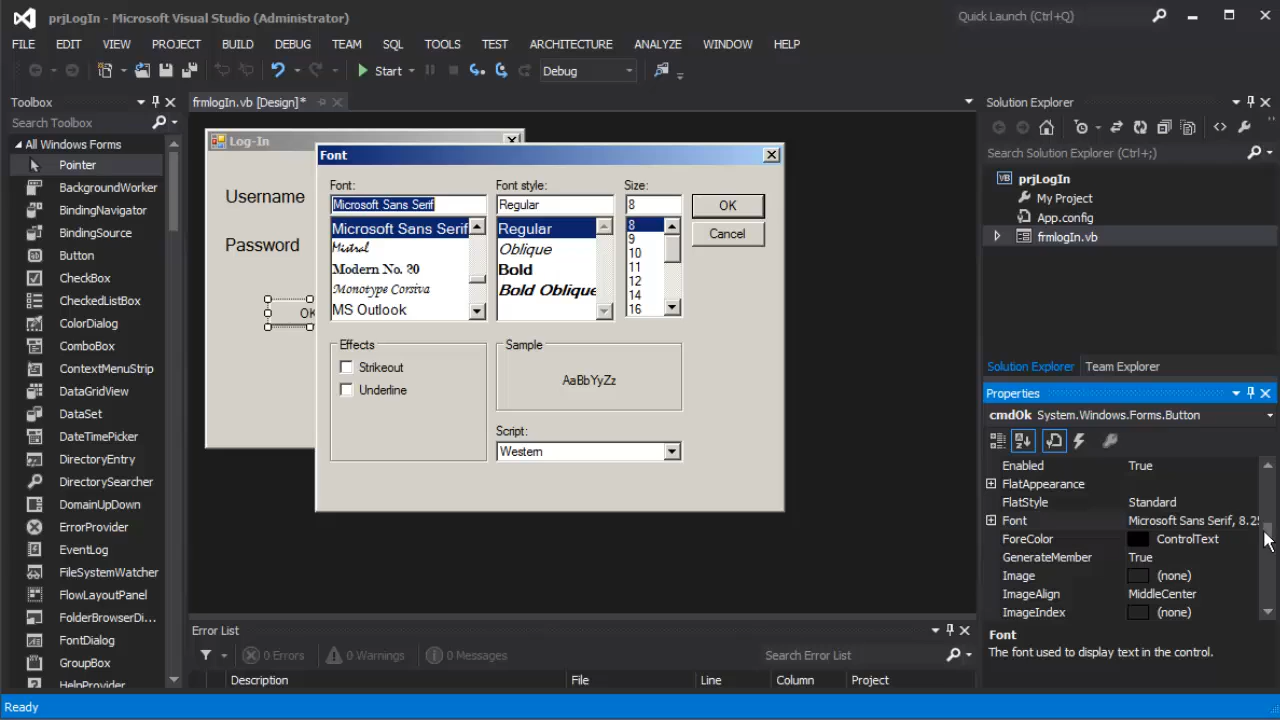 prjLogIn - Microsoft Visual Studio (Administrator)
Quick Launch (Ctrl+Q)
FILE EDIT VIEW PROJECT BUILD DEBUG TEAM SQL TOOLS TEST ARCHITECTURE ANALYZE WINDOW HELP
Start Debug
Toolbox
Search Toolbox
All Windows Forms
Pointer
BackgroundWorker
BindingNavigator
BindingSource
Button
CheckBox
CheckedListBox
ColorDialog
ComboBox
ContextMenuStrip
DataGridView
DataSet
DateTimePicker
DirectoryEntry
DirectorySearcher
DomainUpDown
ErrorProvider
EventLog
FileSystemWatcher
FlowLayoutPanel
FolderBrowserDi...
FontDialog
GroupBox
HelpProvider
frmlogIn.vb [Design]*
Log-In
Username
Password
OK
Font
Font: Font style: Size:
Microsoft Sans Serif Regular 8
Microsoft Sans Serif
Mistral
Modern No. 20
Monotype Corsiva
MS Outlook
Regular
Oblique
Bold
Bold Oblique
8
9
10
11
12
14
16
OK
Cancel
Effects
Strikeout
Underline
Sample
AaBbYyZz
Script:
Western
Error List
0 Errors 0 Warnings 0 Messages Search Error List
Description File Line Column Project
Solution Explorer
Search Solution Explorer (Ctrl+;)
VB prjLogIn
My Project
App.config
frmlogIn.vb
Solution Explorer Team Explorer
Properties
cmdOk System.Windows.Forms.Button
Enabled True
FlatAppearance
FlatStyle Standard
Font Microsoft Sans Serif, 8.25
ForeColor ControlText
GenerateMember True
Image (none)
ImageAlign MiddleCenter
ImageIndex (none)
Font
The font used to display text in the control.
Ready